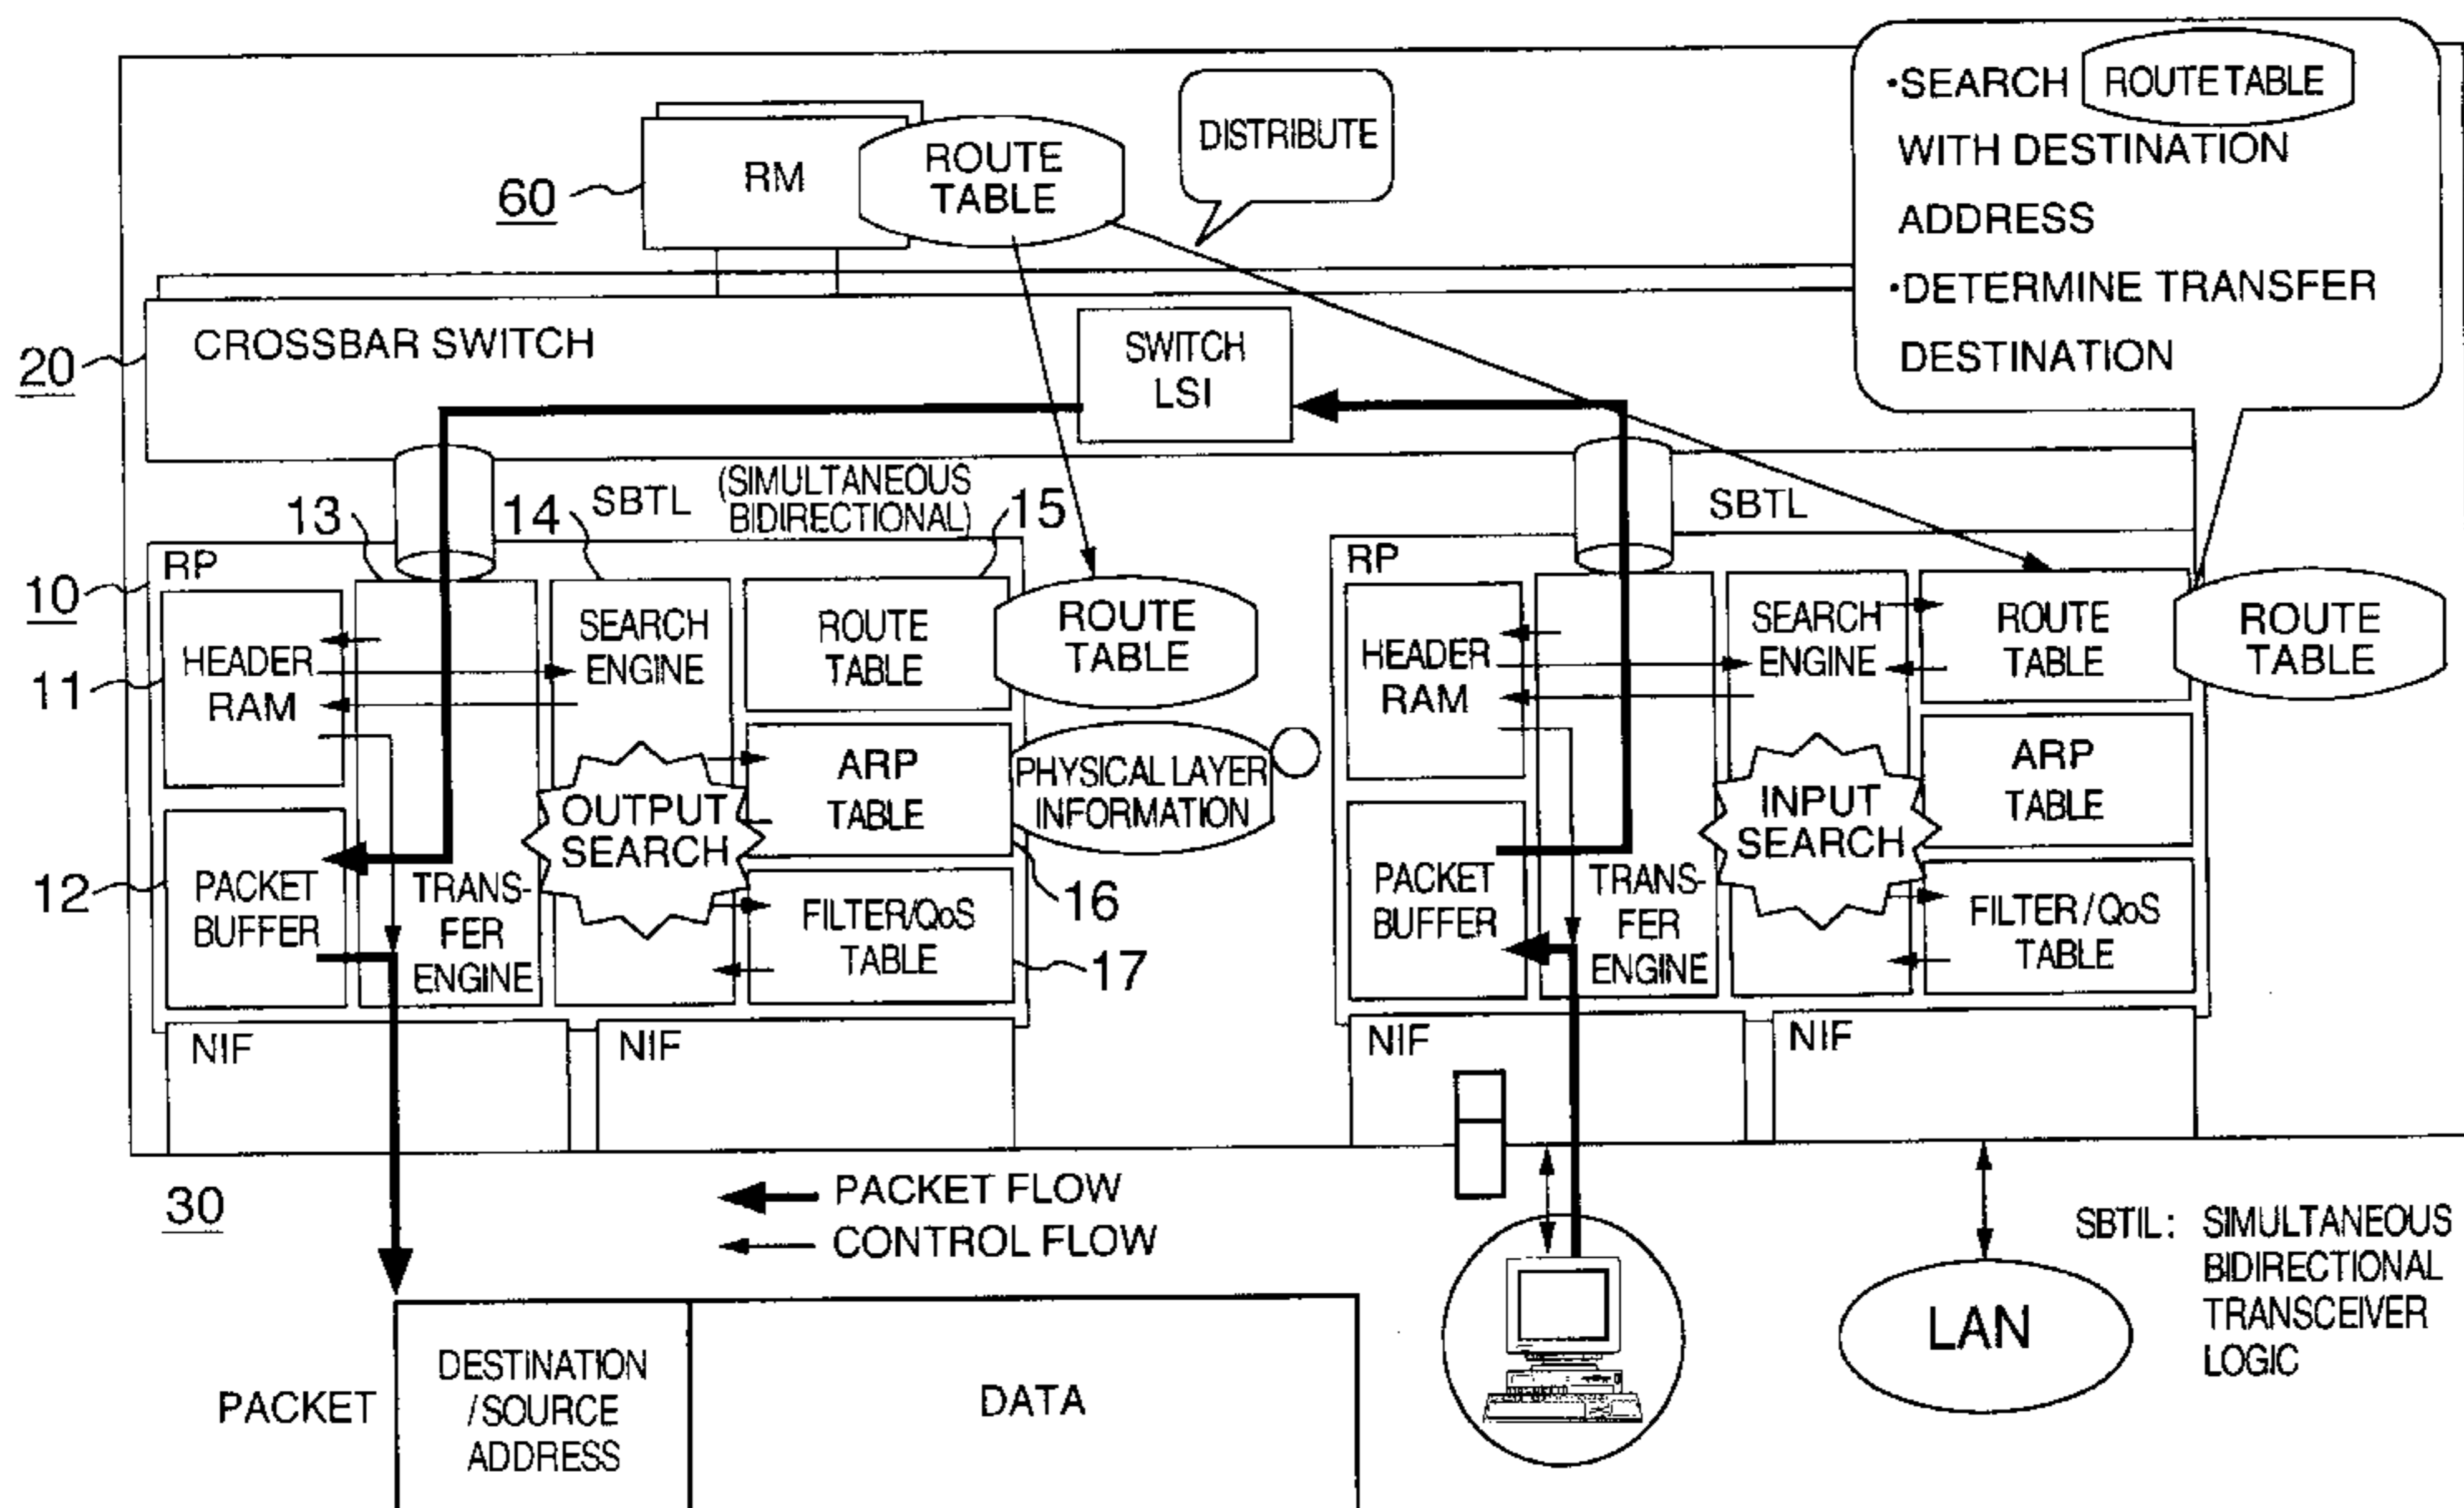 •SEARCH ROUTE TABLE
WITH DESTINATION
ADDRESS
•DETERMINE TRANSFER
DESTINATION
DISTRIBUTE
RM
ROUTE
TABLE
60
CROSSBAR SWITCH
SWITCH
LSI
20
SBTL
(SIMULTANEOUS
BIDIRECTIONAL)
SBTL
13
14
15
RP
10
HEADER
RAM
11
SEARCH
ENGINE
ROUTE
TABLE
ROUTE
TABLE
ARP
TABLE
PHYSICAL LAYER
INFORMATION
OUTPUT
SEARCH
PACKET
BUFFER
12
TRANS-
FER
ENGINE
FILTER/QoS
TABLE
16
17
NIF
NIF
RP
HEADER
RAM
SEARCH
ENGINE
ROUTE
TABLE
ROUTE
TABLE
ARP
TABLE
INPUT
SEARCH
PACKET
BUFFER
TRANS-
FER
ENGINE
FILTER/QoS
TABLE
NIF
NIF
30
PACKET FLOW
CONTROL FLOW
SBTIL: SIMULTANEOUS
BIDIRECTIONAL
TRANSCEIVER
LOGIC
LAN
PACKET
DESTINATION
/SOURCE
ADDRESS
DATA